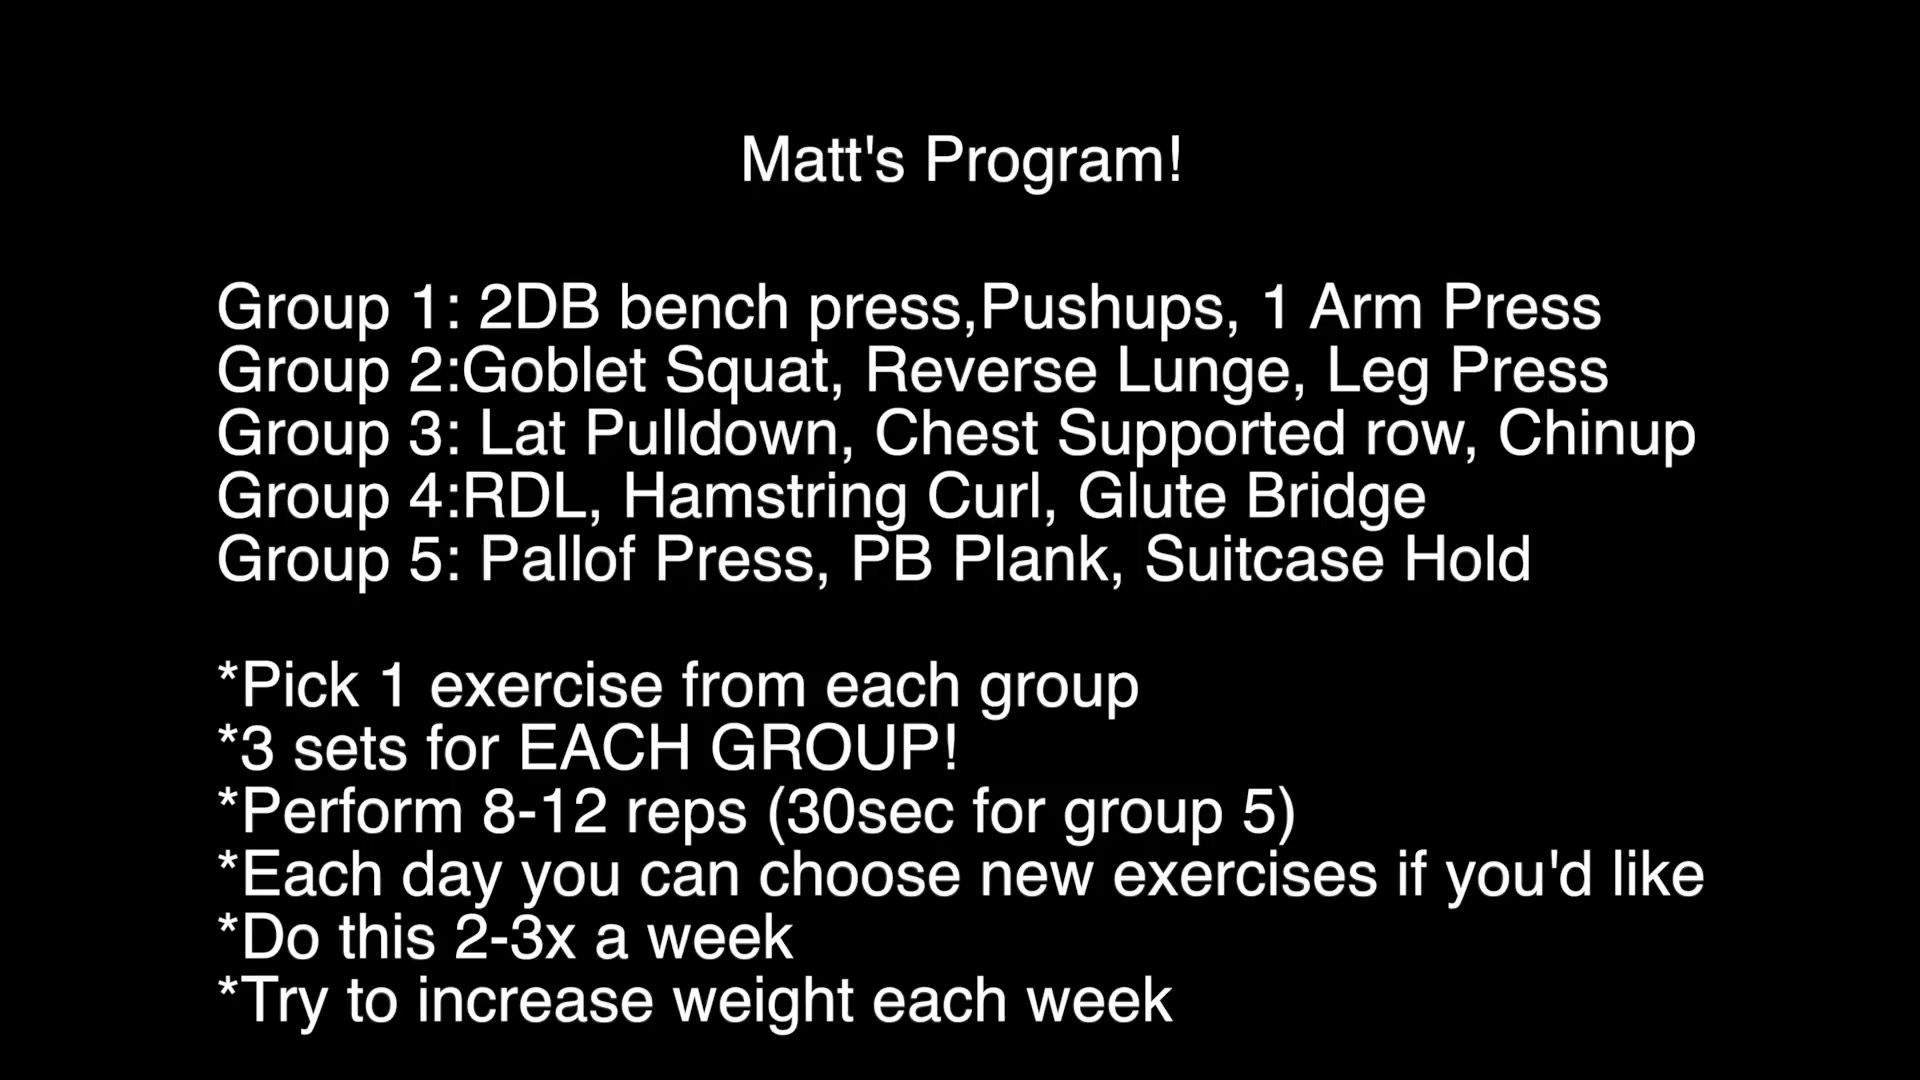 Matt's Program!
Group 1: 2DB bench press,Pushups, 1 Arm Press
Group 2:Goblet Squat, Reverse Lunge, Leg Press
Group 3: Lat Pulldown, Chest Supported row, Chinup
Group 4:RDL, Hamstring Curl, Glute Bridge
Group 5: Pallof Press, PB Plank, Suitcase Hold
*Pick 1 exercise from each group
*3 sets for EACH GROUP!
*Perform 8-12 reps (30sec for group 5)
*Each day you can choose new exercises if you'd like
*Do this 2-3x a week
*Try to increase weight each week